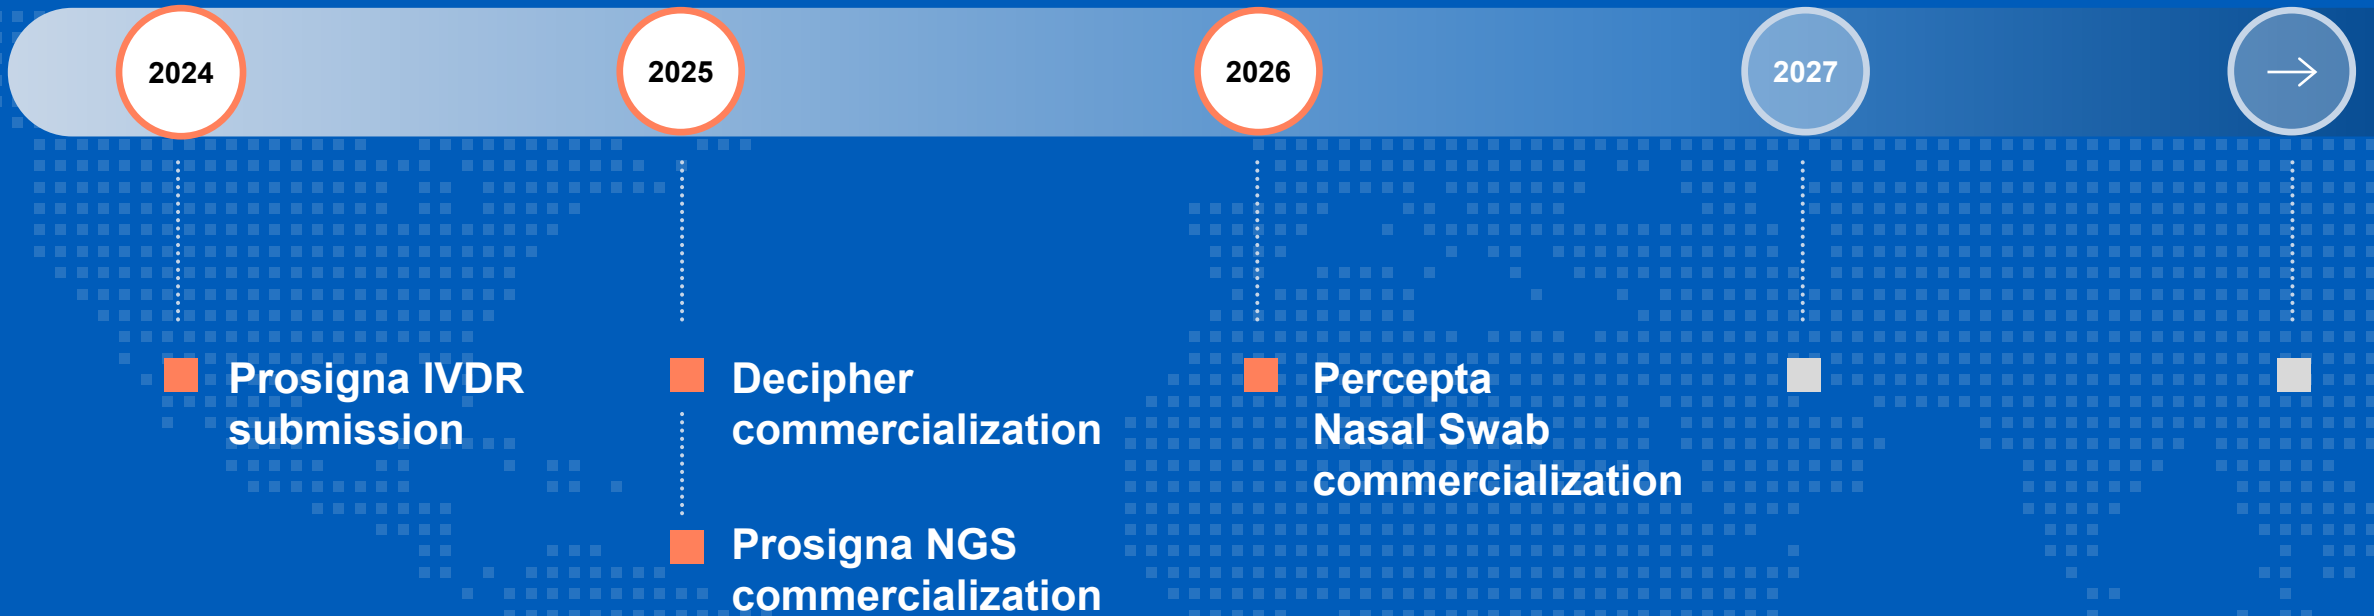 2024
2025
2026
2027
Prosigna IVDR
submission
Decipher
commercialization
Prosigna NGS
commercialization
Percepta
Nasal Swab
commercialization